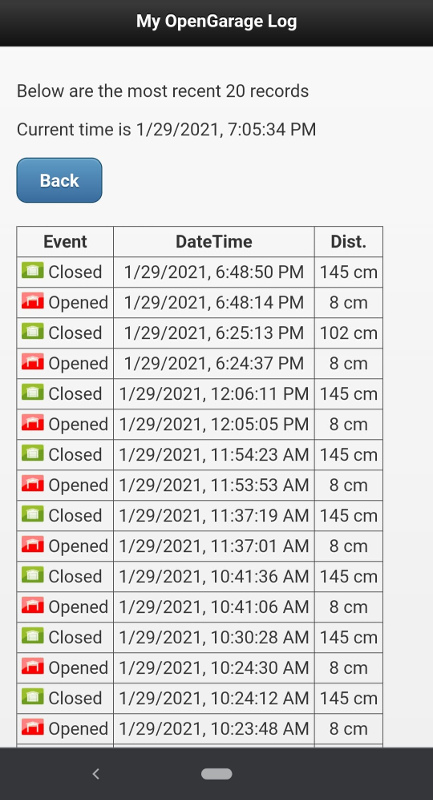 My OpenGarage Log
Below are the most recent 20 records
Current time is 1/29/2021, 7:05:34 PM
Back
Event DateTime Dist.
Closed 1/29/2021, 6:48:50 PM 145 cm
Opened 1/29/2021, 6:48:14 PM 8 cm
Closed 1/29/2021, 6:25:13 PM 102 cm
Opened 1/29/2021, 6:24:37 PM 8 cm
Closed 1/29/2021, 12:06:11 PM 145 cm
Opened 1/29/2021, 12:05:05 PM 8 cm
Closed 1/29/2021, 11:54:23 AM 145 cm
Opened 1/29/2021, 11:53:53 AM 8 cm
Closed 1/29/2021, 11:37:19 AM 145 cm
Opened 1/29/2021, 11:37:01 AM 8 cm
Closed 1/29/2021, 10:41:36 AM 145 cm
Opened 1/29/2021, 10:41:06 AM 8 cm
Closed 1/29/2021, 10:30:28 AM 145 cm
Opened 1/29/2021, 10:24:30 AM 8 cm
Closed 1/29/2021, 10:24:12 AM 145 cm
Opened 1/29/2021, 10:23:48 AM 8 cm